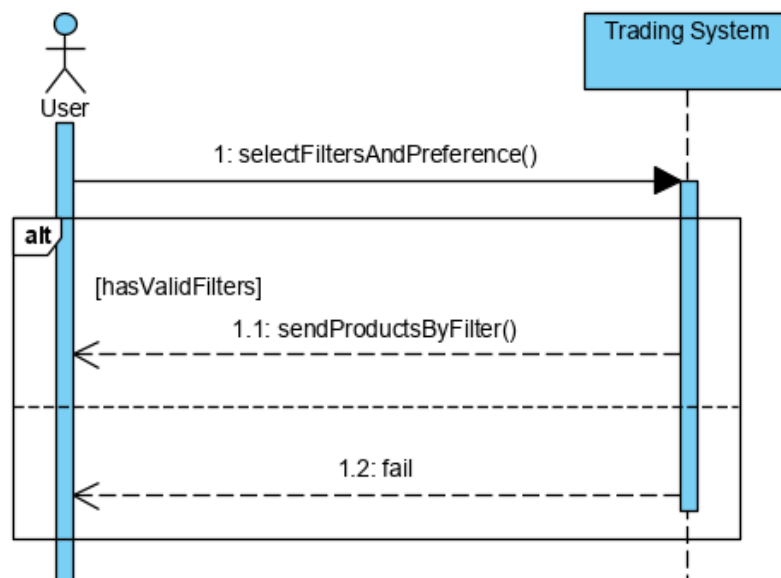 Trading System
User
1: selectFiltersAndPreference()
alt
[hasValidFilters]
1.1: sendProductsByFilter()
1.2: fail